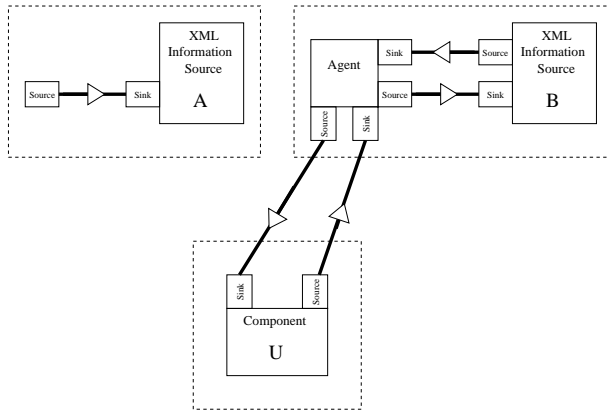 XML
Information
Source
A
Source
Sink
Agent
Sink
Source
Source
Sink
Source
Sink
XML
Information
Source
B
Sink
Source
Component
U